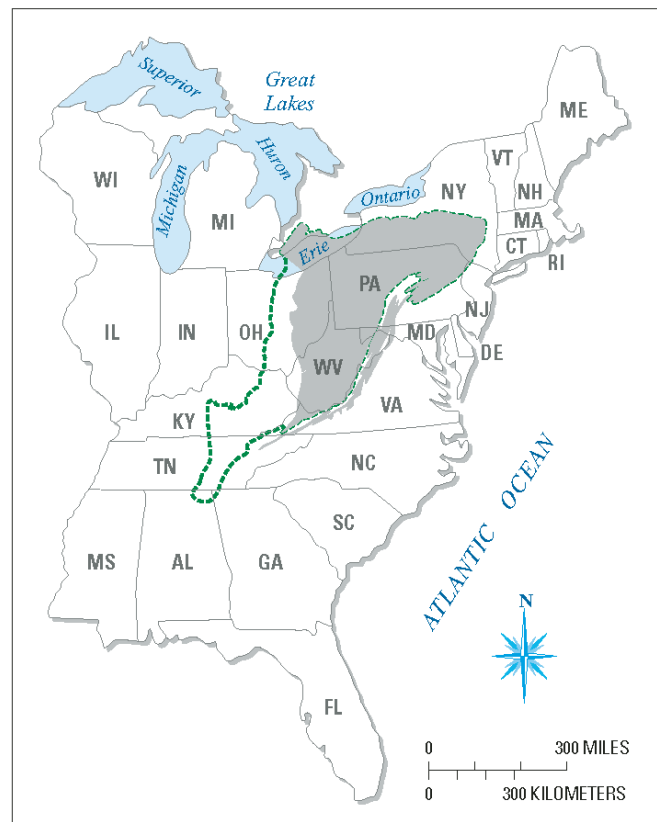 Superior
Great
Lakes
ME
Huron
VT
WI
Michigan
NH
Ontario
NY
MI
MA
CT
Erie
RI
PA
NJ
IL
IN
OH
MD
DE
WV
VA
KY
TN
NC
SC
MS
AL
GA
ATLANTIC OCEAN
N
FL
0 300 MILES
0 300 KILOMETERS